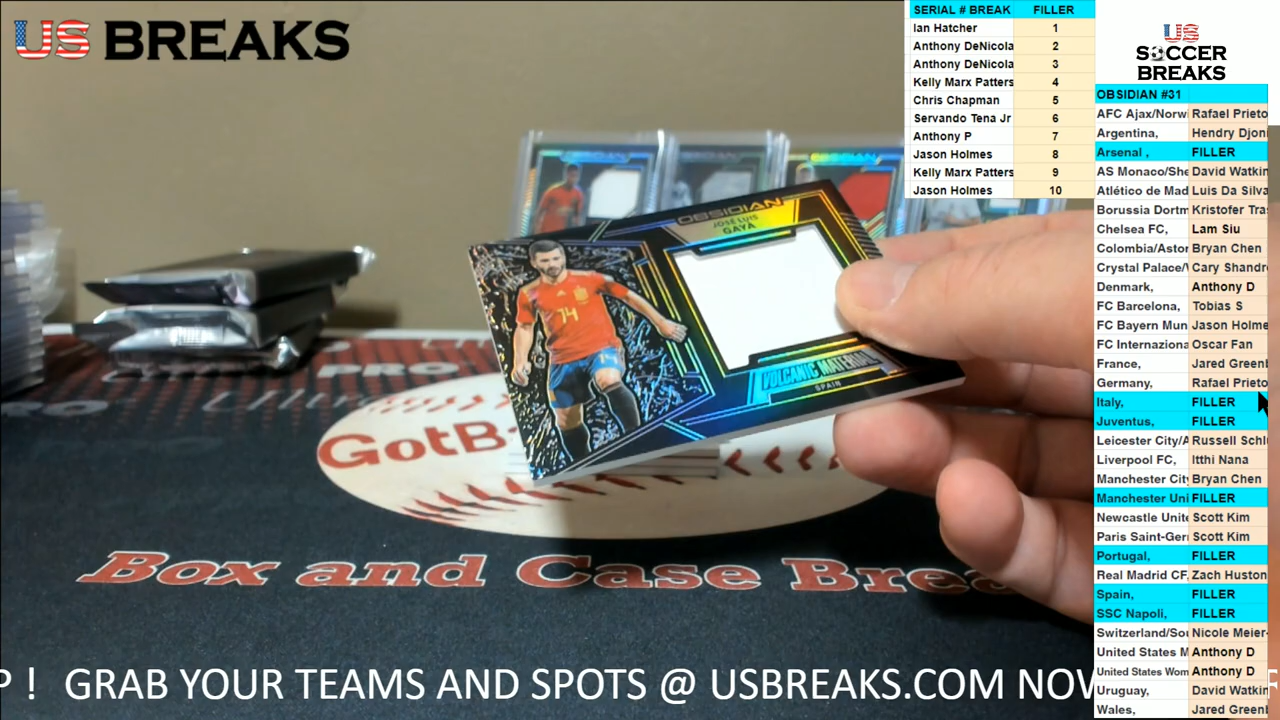 US BREAKS
SERIAL # BREAK FILLER
Ian Hatcher 1
Anthony DeNicola 2
Anthony DeNicola 3
Kelly Marx Patters 4
Chris Chapman 5
Servando Tena Jr 6
Anthony P 7
Jason Holmes 8
Kelly Marx Patters 9
Jason Holmes 10
US
SOCCER
BREAKS
OBSIDIAN #31
AFC Ajax/Norwi Rafael Prieto
Argentina, Hendry Djon
Arsenal , FILLER
AS Monaco/She David Watkin
Atlético de Mad Luis Da Silva
Borussia Dortm Kristofer Tra
Chelsea FC, Lam Siu
Colombia/Astor Bryan Chen
Crystal Palace/ Cary Shandr
Denmark, Anthony D
FC Barcelona, Tobias S
FC Bayern Mun Jason Holme
FC Internaziona Oscar Fan
France, Jared Green
Germany, Rafael Prieto
Italy, FILLER
Juventus, FILLER
Leicester City/A Russell Schl
Liverpool FC, Itthi Nana
Manchester City Bryan Chen
Manchester Uni FILLER
Newcastle Unite Scott Kim
Paris Saint-Ger Scott Kim
Portugal, FILLER
Real Madrid CF, Zach Huston
Spain, FILLER
SSC Napoli, FILLER
Switzerland/Sou Nicole Meier-
United States M Anthony D
United States Wom Anthony D
Uruguay, David Watkin
Wales, Jared Green
OBSIDIAN
JOSE LUIS
GAYA
14
14
VOLCANIC MATERIAL
SPAIN
PRO
GotB
Box and Case Brea
P ! GRAB YOUR TEAMS AND SPOTS @ USBREAKS.COM NOW